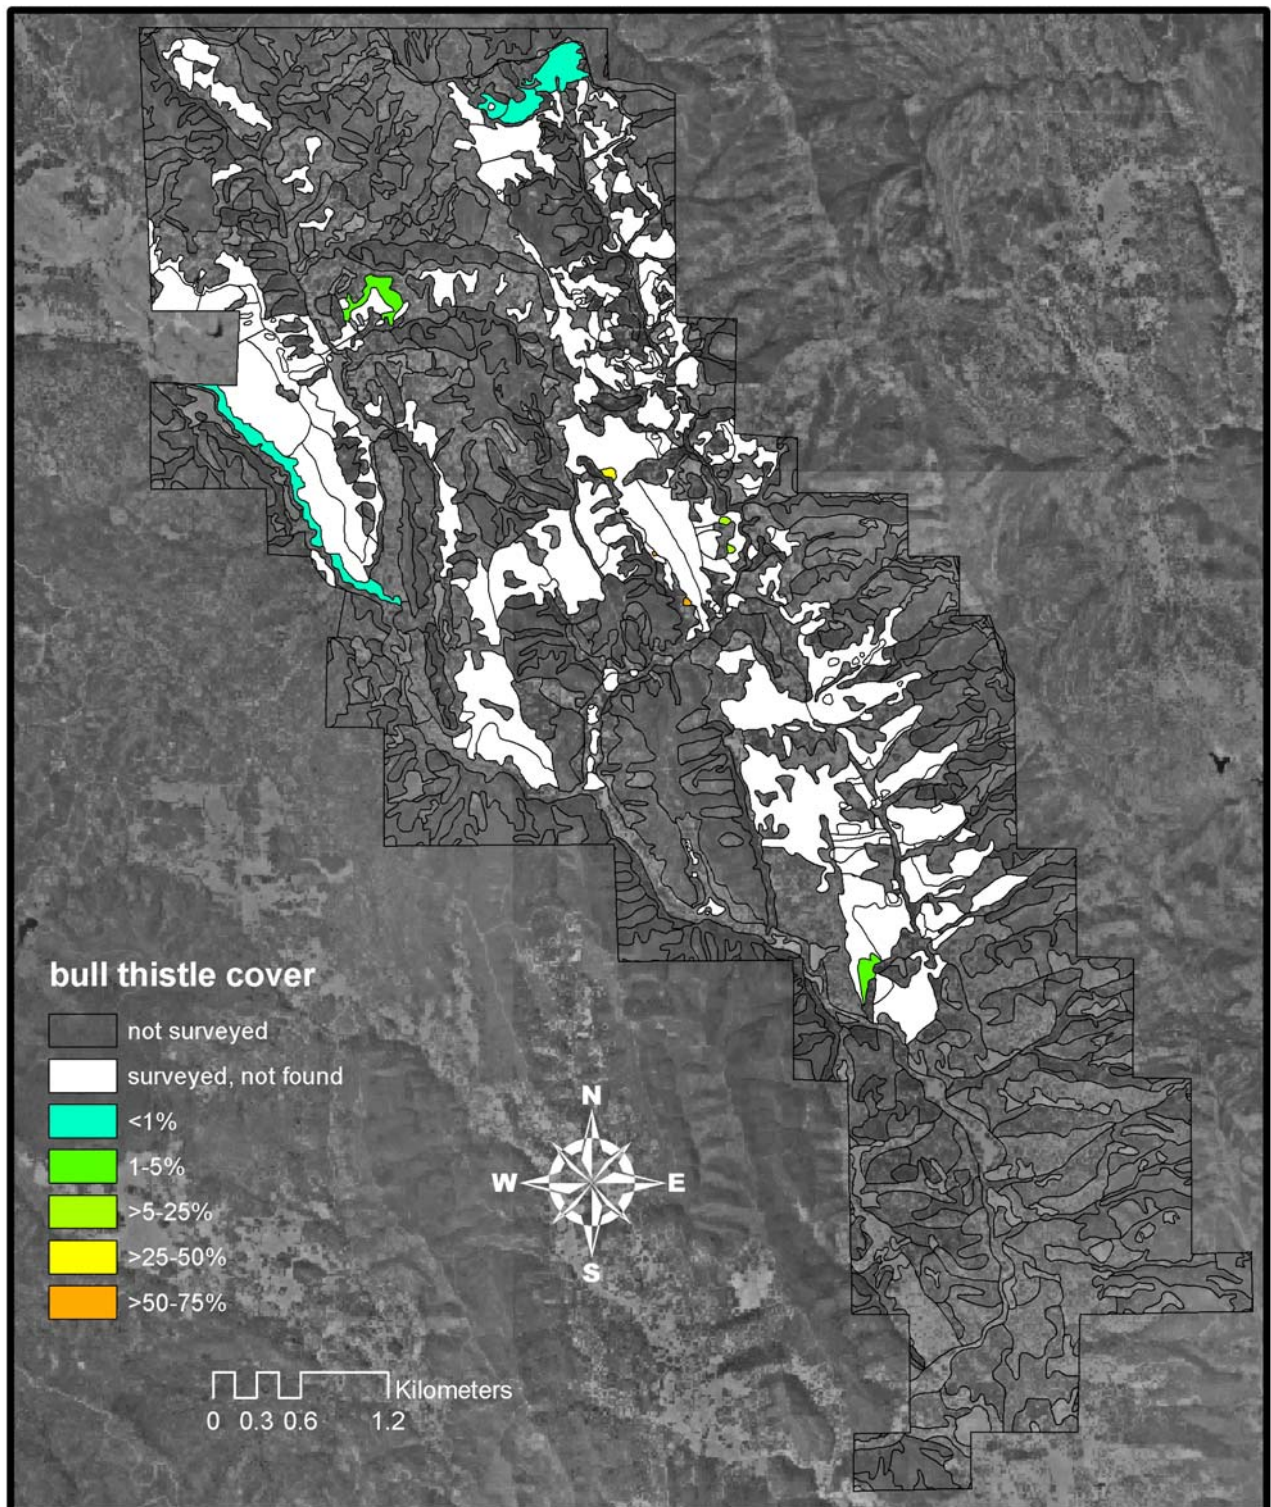 bull thistle cover
not surveyed
surveyed, not found
<1%
1-5%
>5-25%
>25-50%
>50-75%
N
W E
S
Kilometers
0 0.3 0.6 1.2